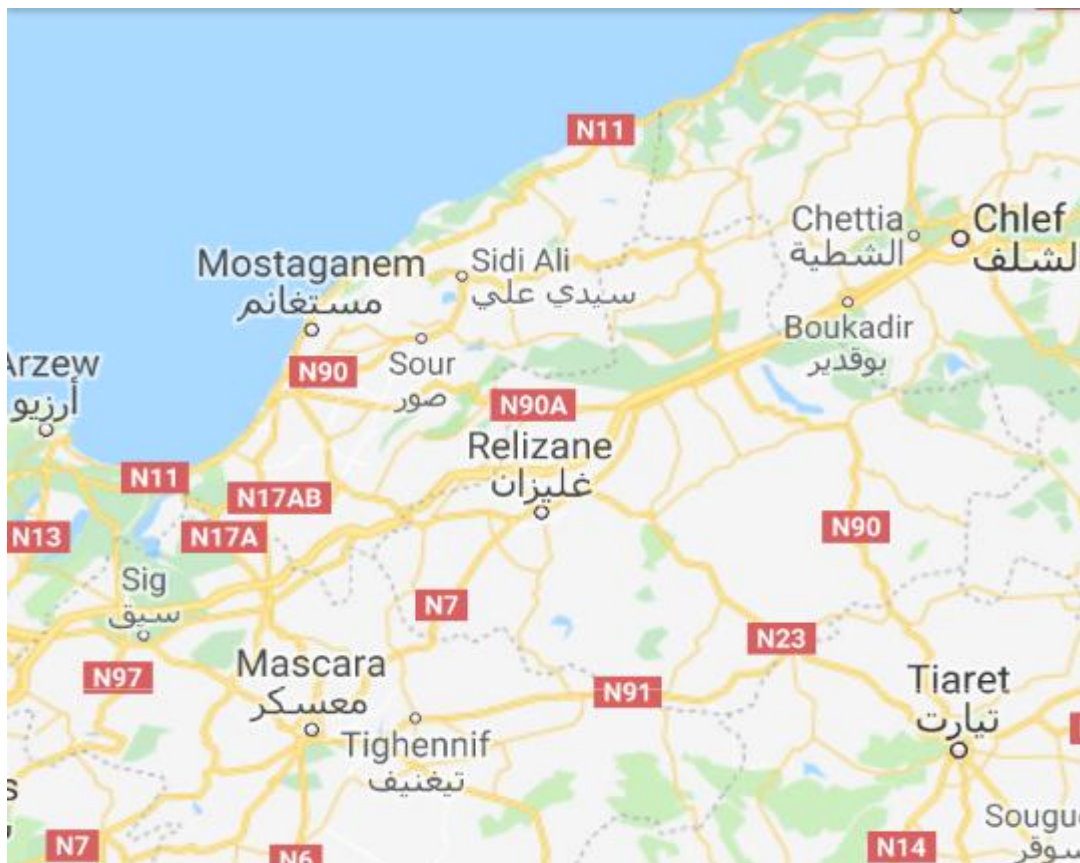 N11
Chettia
الشطية
Chlef
الشلف
Mostaganem
مستغانم
Sidi Ali
سيدي علي
Boukadir
بوقدير
Arzew
أرزيو
N90
Sour
صور
N90A
Relizane
غليزان
N11
N17AB
N13
N17A
N90
Sig
سيق
N7
N23
N97
Mascara
معسكر
N91
Tiaret
تيارت
Tighennif
تيغنيف
N7
N6
N14